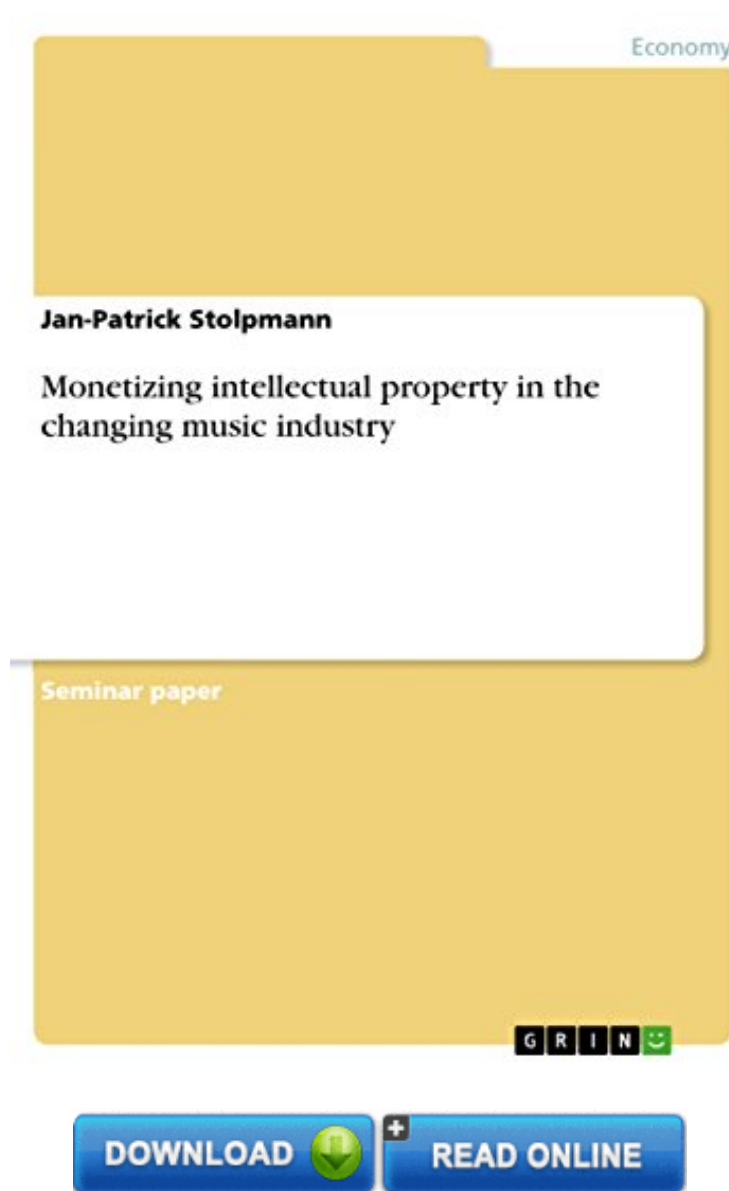 Economy
Jan-Patrick Stolpmann
Monetizing intellectual property in the
changing music industry
Seminar paper
GRIN
DOWNLOAD
READ ONLINE